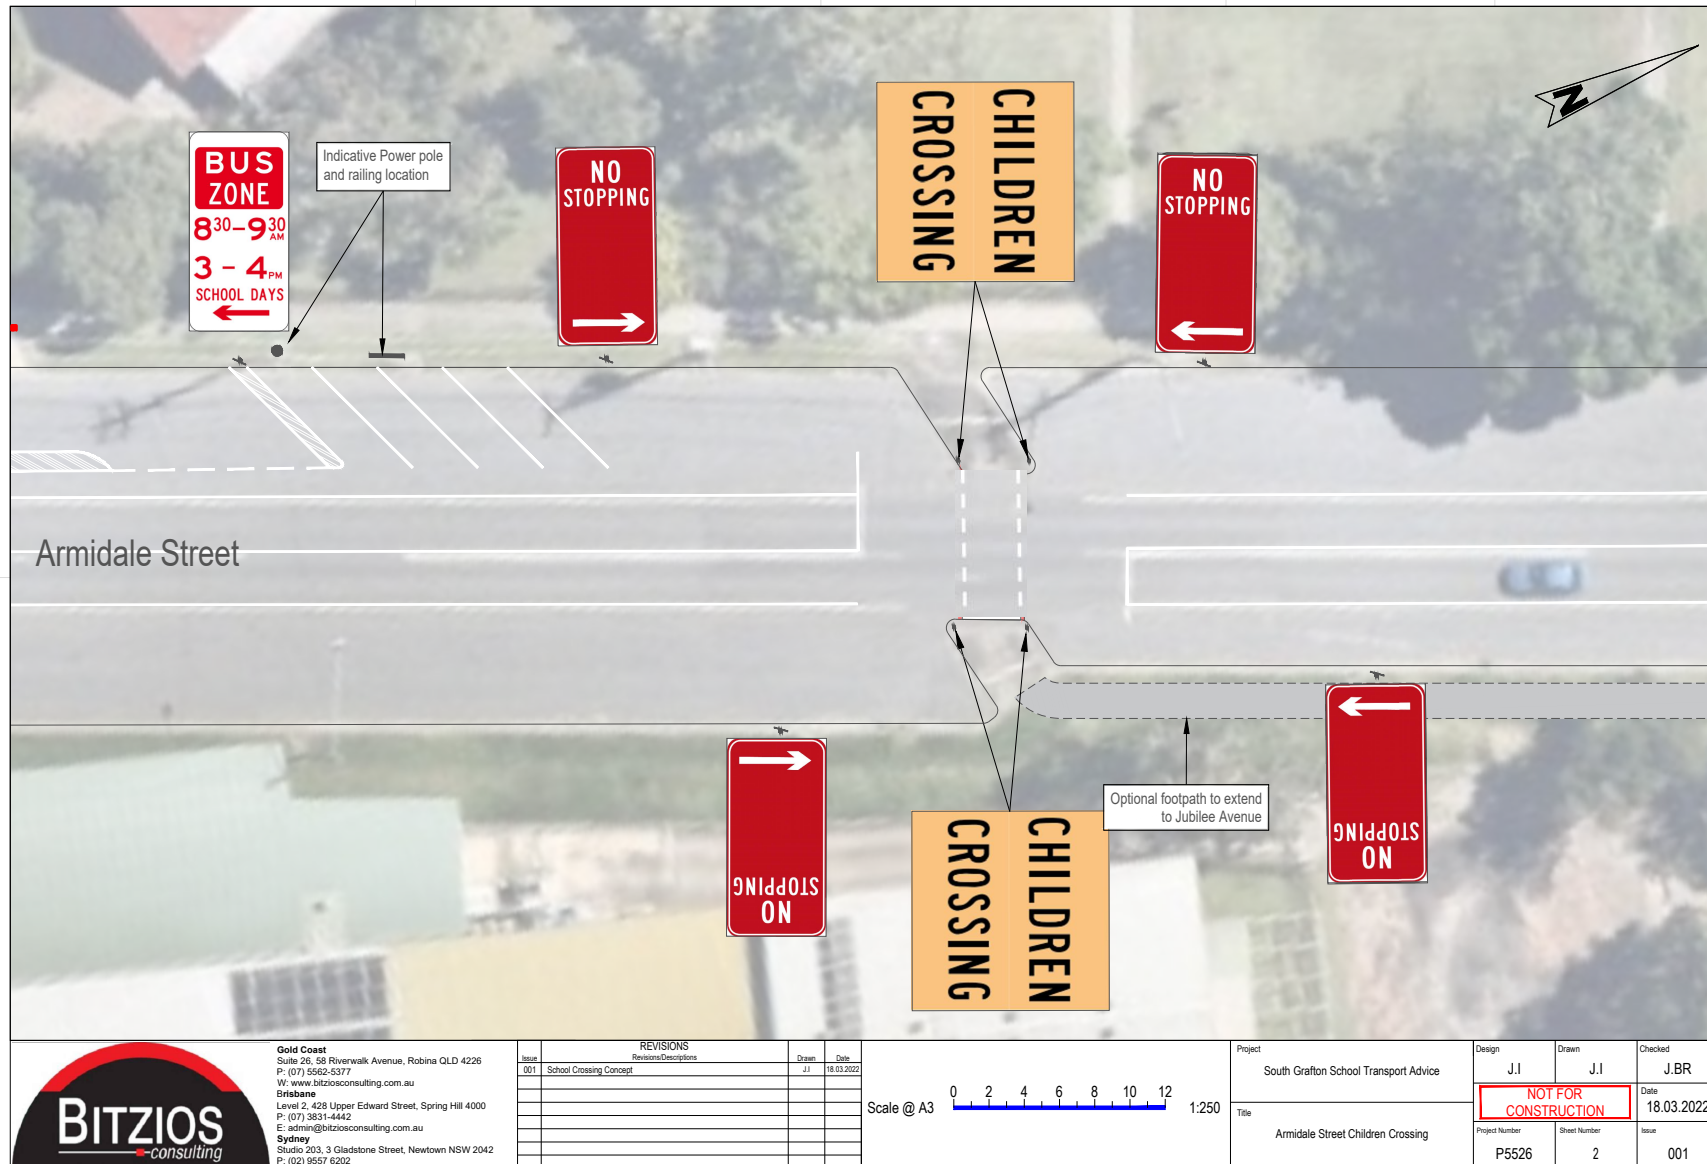 BUS
ZONE
8³⁰–9³⁰ AM
3 – 4 PM
SCHOOL DAYS
Indicative Power pole
and railing location
NO
STOPPING
CHILDREN
CROSSING
NO
STOPPING
N
Armidale Street
NO
STOPPING
CHILDREN
CROSSING
Optional footpath to extend
to Jubilee Avenue
NO
STOPPING
BITZIOS
consulting
Gold Coast
Suite 26, 58 Riverwalk Avenue, Robina QLD 4226
P: (07) 5562-5377
W: www.bitziosconsulting.com.au
Brisbane
Level 2, 428 Upper Edward Street, Spring Hill 4000
P: (07) 3831-4442
E: admin@bitziosconsulting.com.au
Sydney
Studio 203, 3 Gladstone Street, Newtown NSW 2042
P: (02) 9557 6202
REVISIONS
Issue Revisions/Descriptions Drawn Date
001 School Crossing Concept J.I 18.03.2022
Scale @ A3 0 2 4 6 8 10 12 1:250
Project
South Grafton School Transport Advice
Title
Armidale Street Children Crossing
Design Drawn Checked
J.I J.I J.BR
NOT FOR
CONSTRUCTION
Date
18.03.2022
Project Number Sheet Number Issue
P5526 2 001